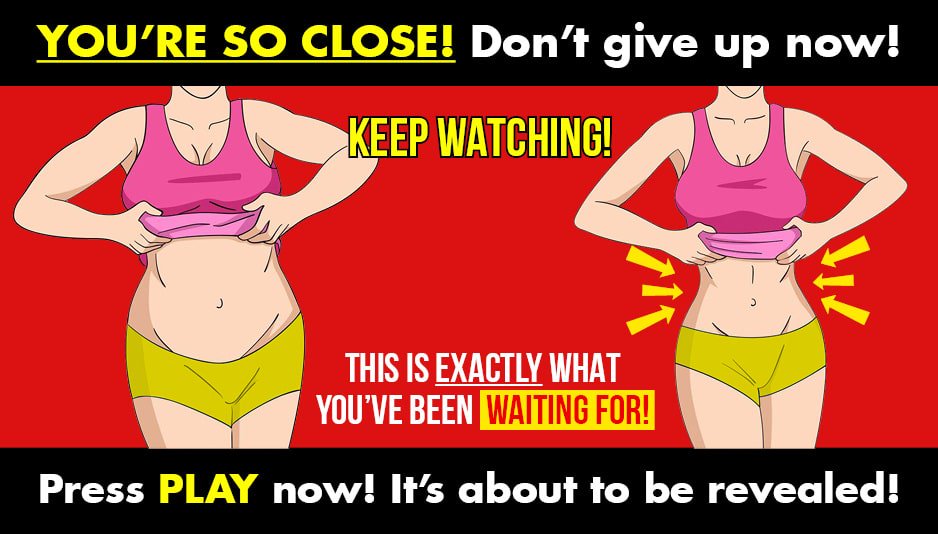 YOU'RE SO CLOSE! Don't give up now!
KEEP WATCHING!
THIS IS EXACTLY WHAT
YOU'VE BEEN WAITING FOR!
Press PLAY now! It's about to be revealed!